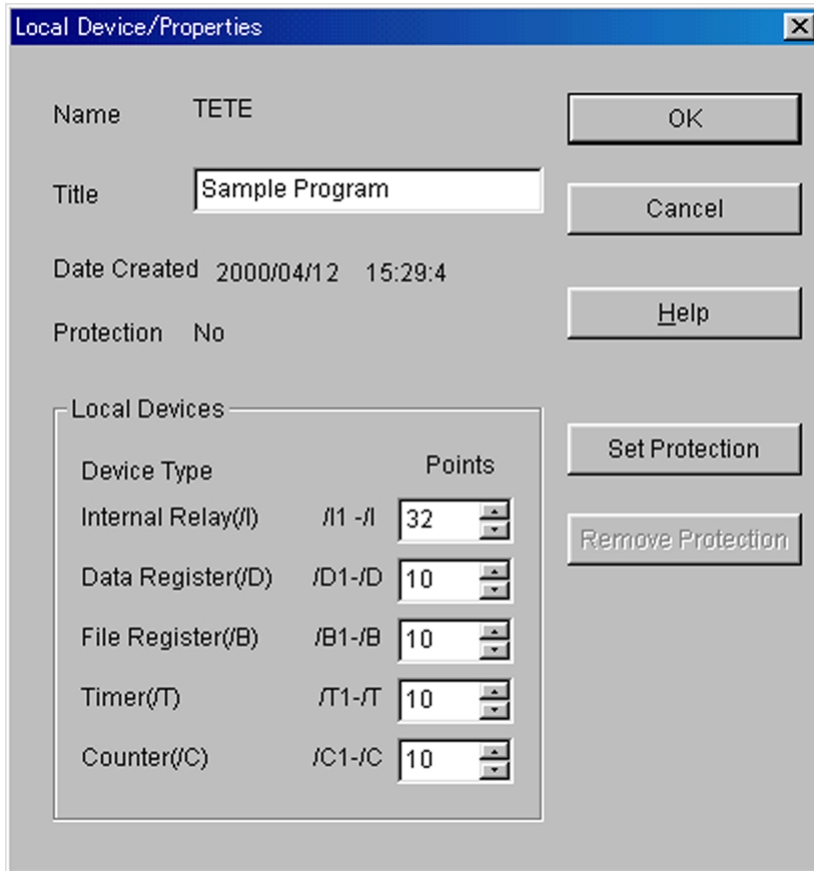 Local Device/Properties
Name TETE
OK
Title Sample Program
Cancel
Date Created 2000/04/12 15:29:4
Help
Protection No
Local Devices
Set Protection
Device Type Points
Internal Relay(/I) /I1 -/I 32
Remove Protection
Data Register(/D) /D1-/D 10
File Register(/B) /B1-/B 10
Timer(/T) /T1-/T 10
Counter(/C) /C1-/C 10